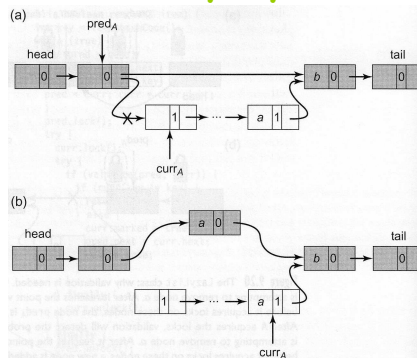 (a)
pred_A
head
tail
0 0 b 0 0
1 ... a 1
curr_A
(b)
a 0
head
tail
0 0 b 0 0
1 ... a 1
curr_A